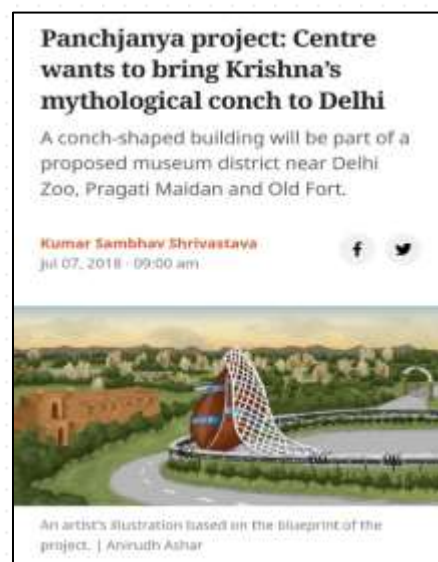 Panchjanya project: Centre
wants to bring Krishna's
mythological conch to Delhi
A conch-shaped building will be part of a
proposed museum district near Delhi
Zoo, Pragati Maidan and Old Fort.
Kumar Sambhav Shrivastava
Jul 07, 2018 · 09:00 am
An artist's illustration based on the blueprint of the
project. | Anirudh Ashar